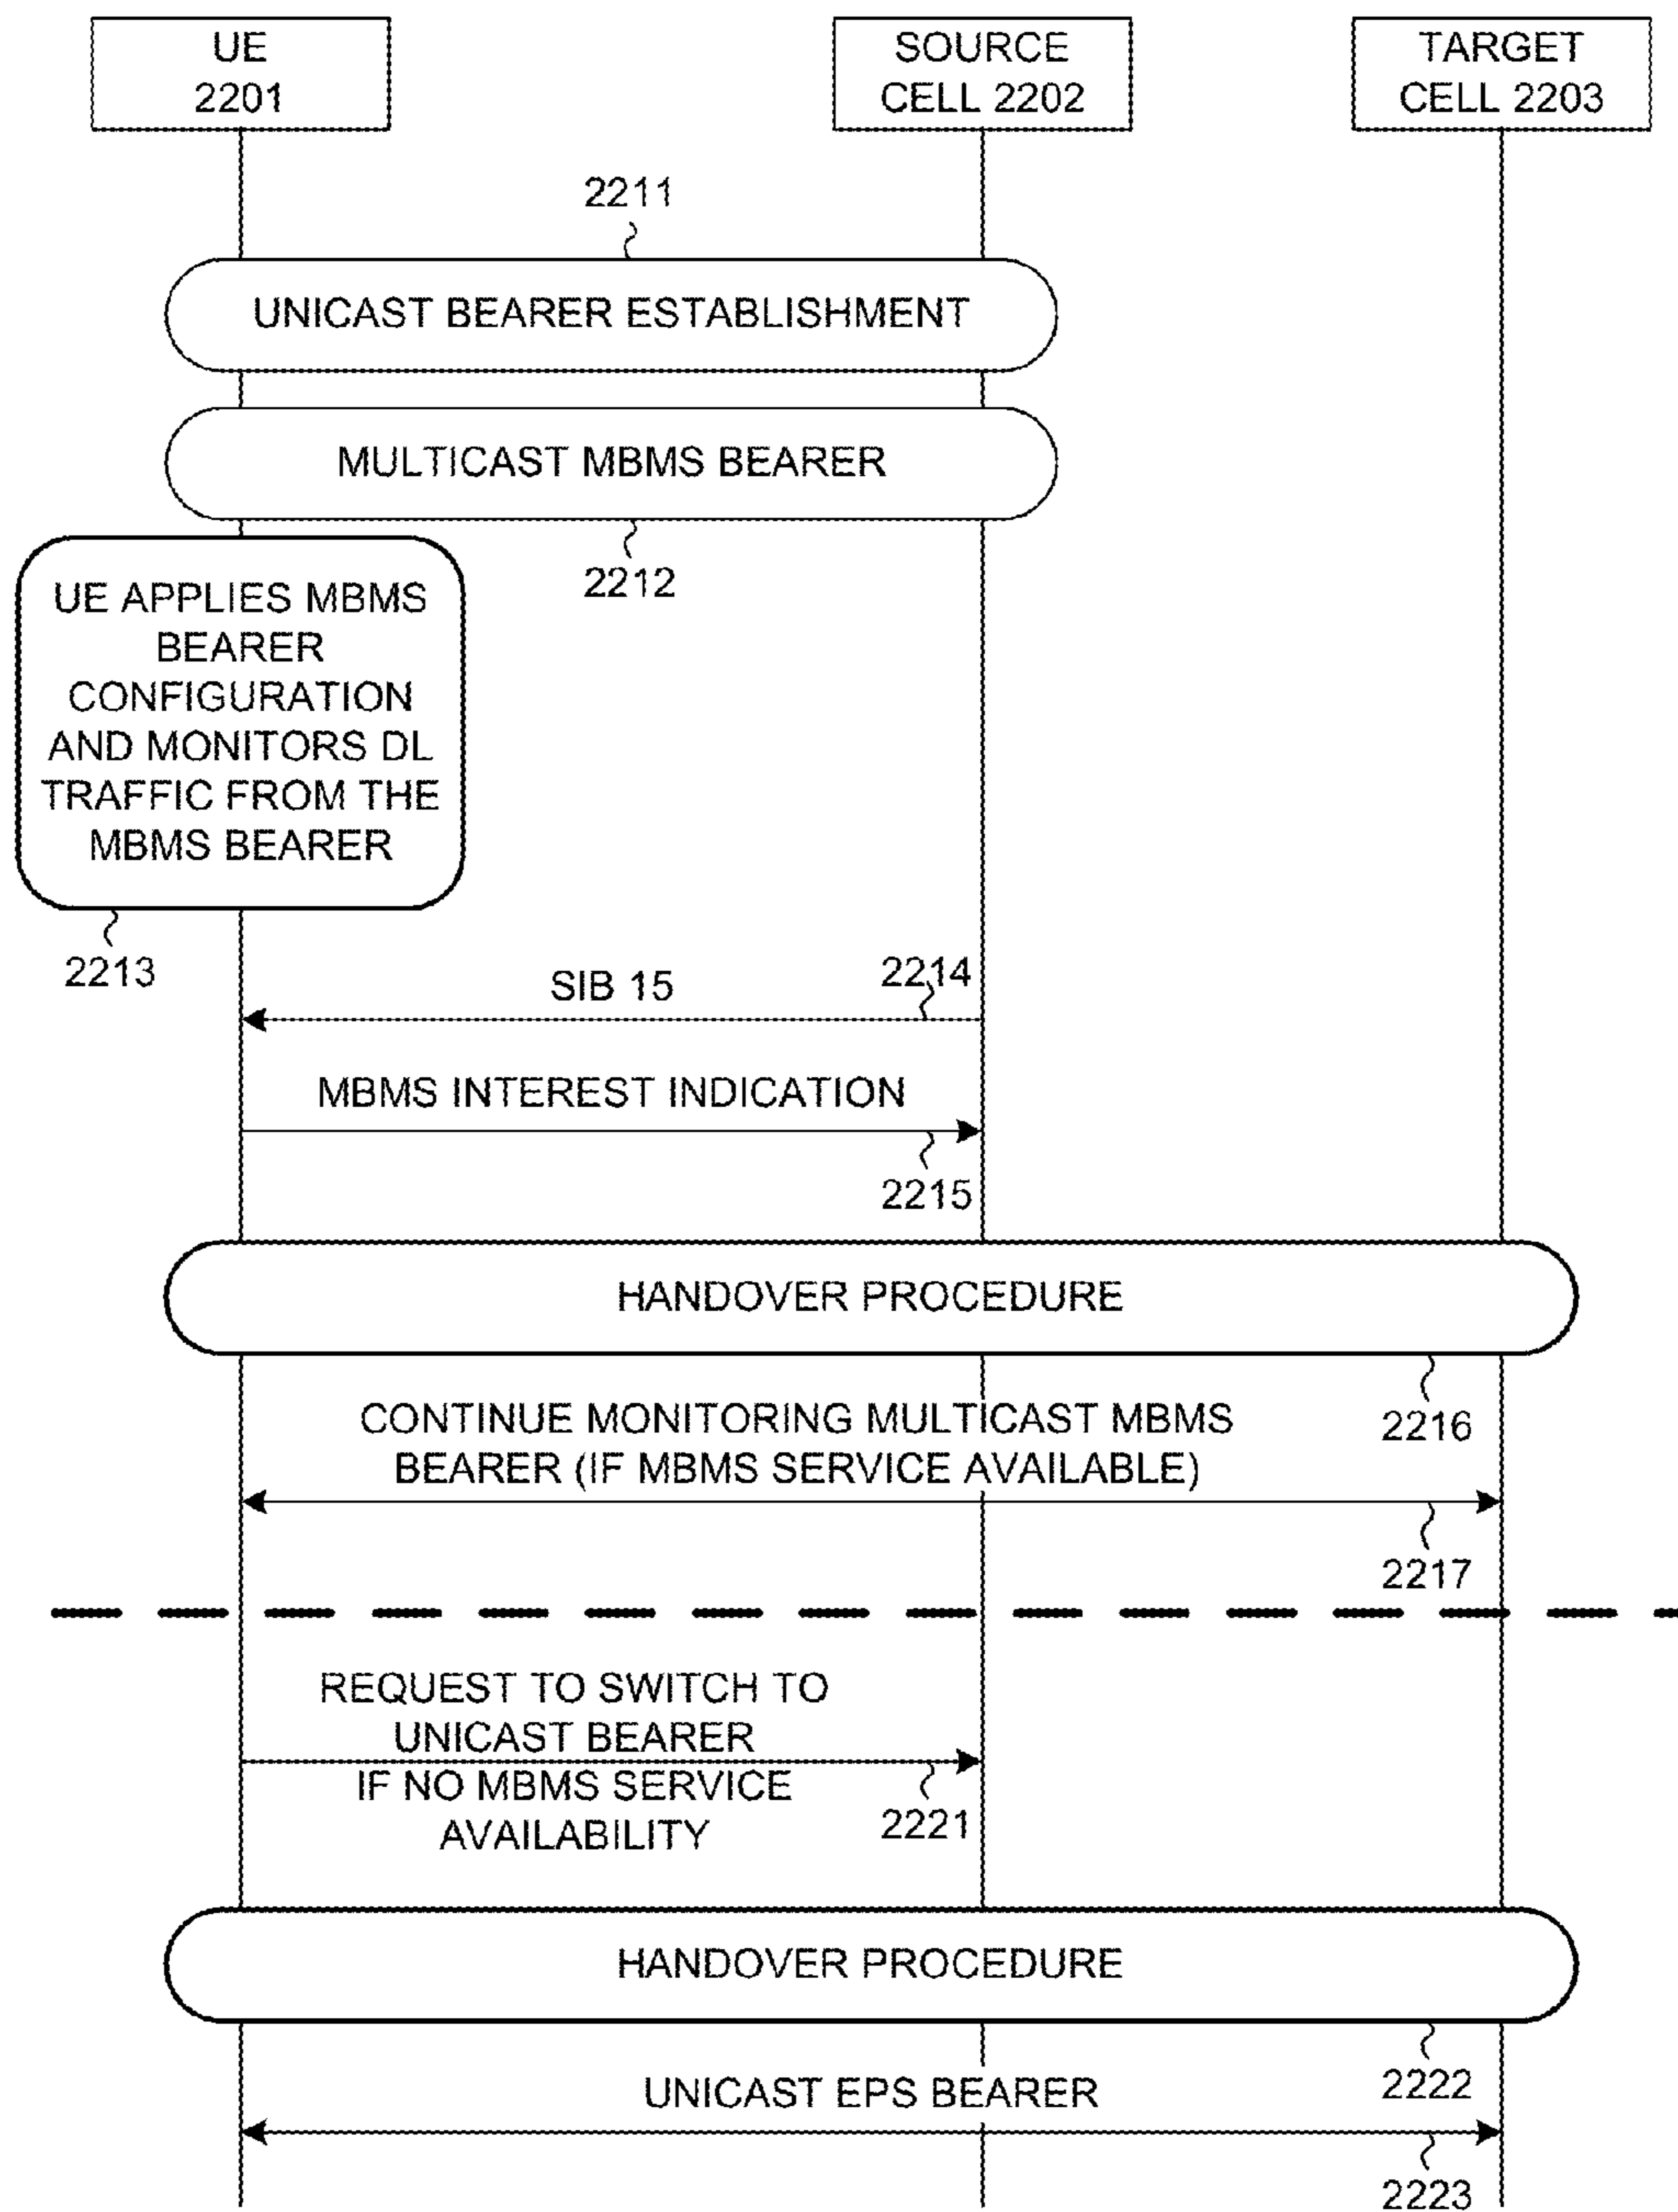 UE
2201
SOURCE
CELL 2202
TARGET
CELL 2203
2211
UNICAST BEARER ESTABLISHMENT
MULTICAST MBMS BEARER
2212
UE APPLIES MBMS
BEARER
CONFIGURATION
AND MONITORS DL
TRAFFIC FROM THE
MBMS BEARER
2213
SIB 15
2214
MBMS INTEREST INDICATION
2215
HANDOVER PROCEDURE
2216
CONTINUE MONITORING MULTICAST MBMS
BEARER (IF MBMS SERVICE AVAILABLE)
2217
REQUEST TO SWITCH TO
UNICAST BEARER
IF NO MBMS SERVICE
AVAILABILITY
2221
HANDOVER PROCEDURE
2222
UNICAST EPS BEARER
2223